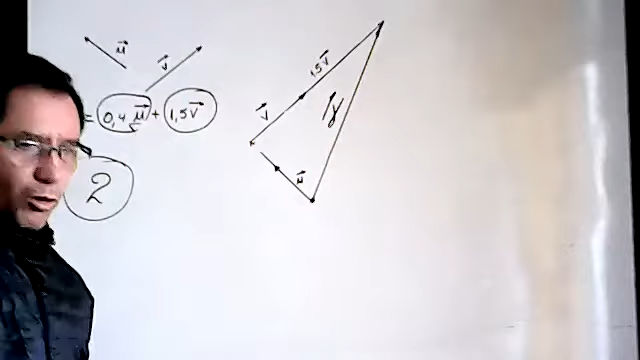 μ⃗
v⃗
= 0,4 μ⃗ + 1,5 v⃗
2
1,5 v⃗
v⃗
μ⃗